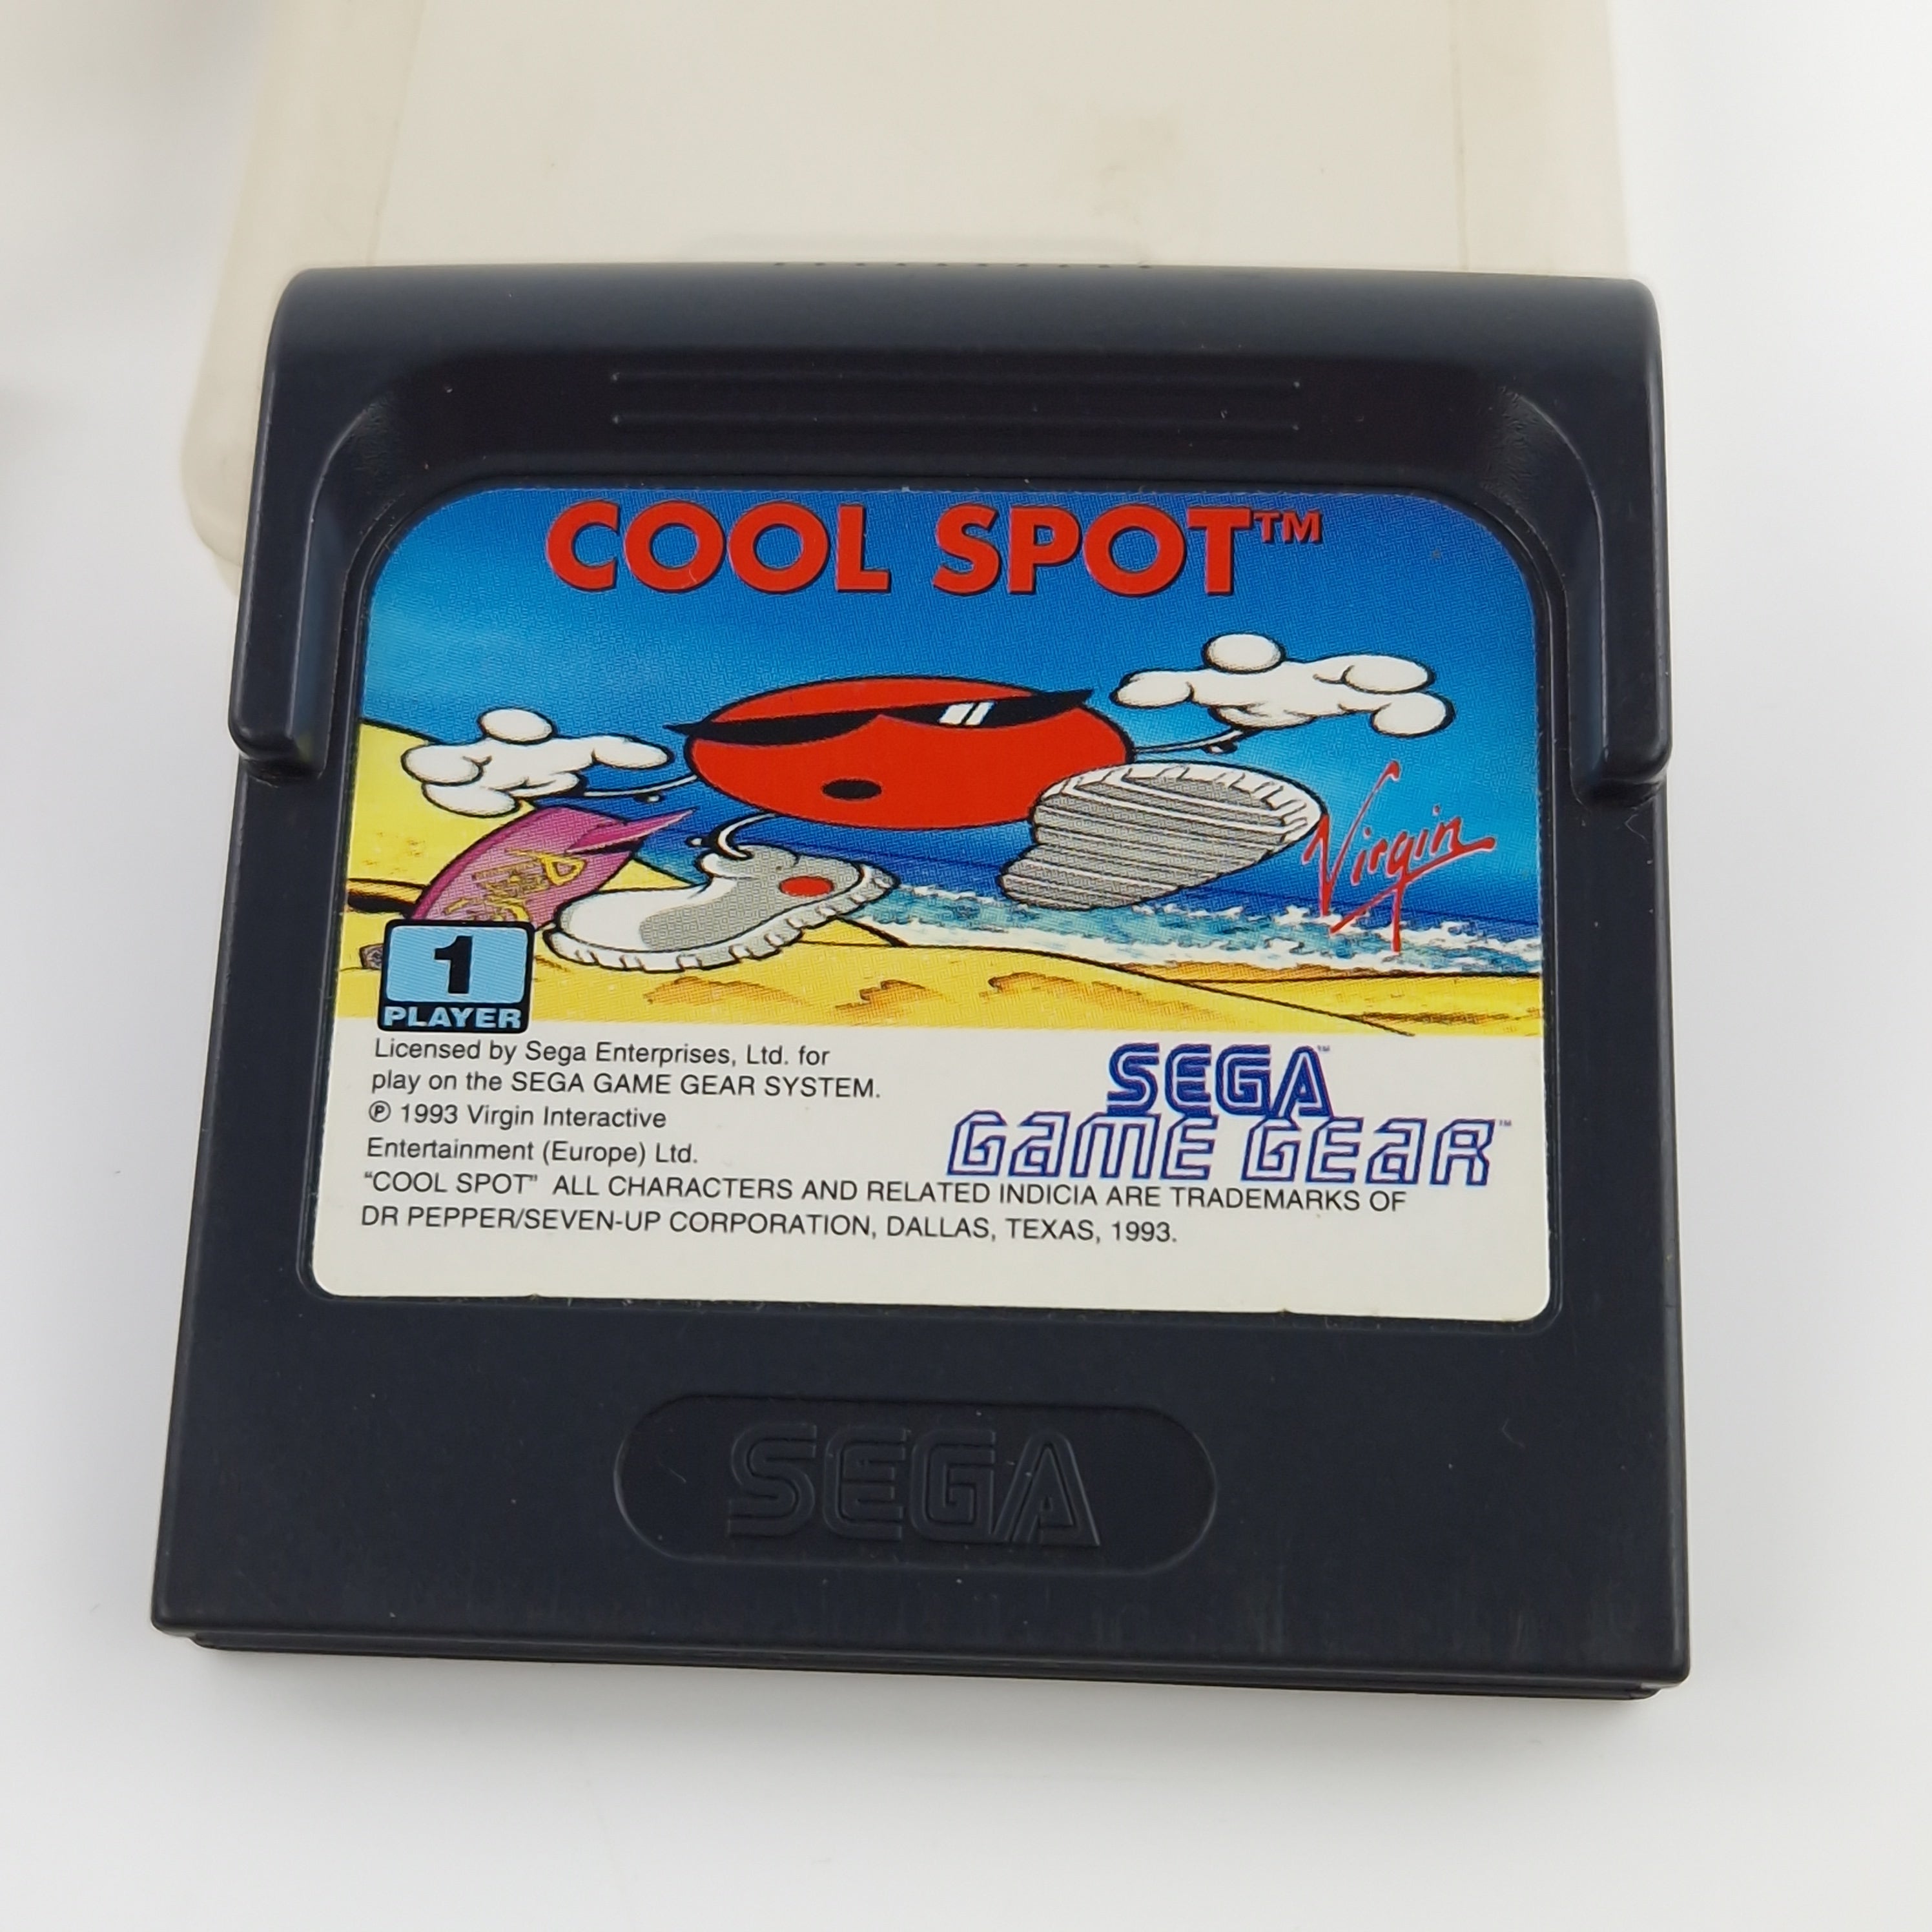 COOL SPOT™
Virgin
1
PLAYER
Licensed by Sega Enterprises, Ltd. for
play on the SEGA GAME GEAR SYSTEM.
℗ 1993 Virgin Interactive
Entertainment (Europe) Ltd.
SEGA™
GAME GEAR™
“COOL SPOT” ALL CHARACTERS AND RELATED INDICIA ARE TRADEMARKS OF
DR PEPPER/SEVEN-UP CORPORATION, DALLAS, TEXAS, 1993.
SEGA